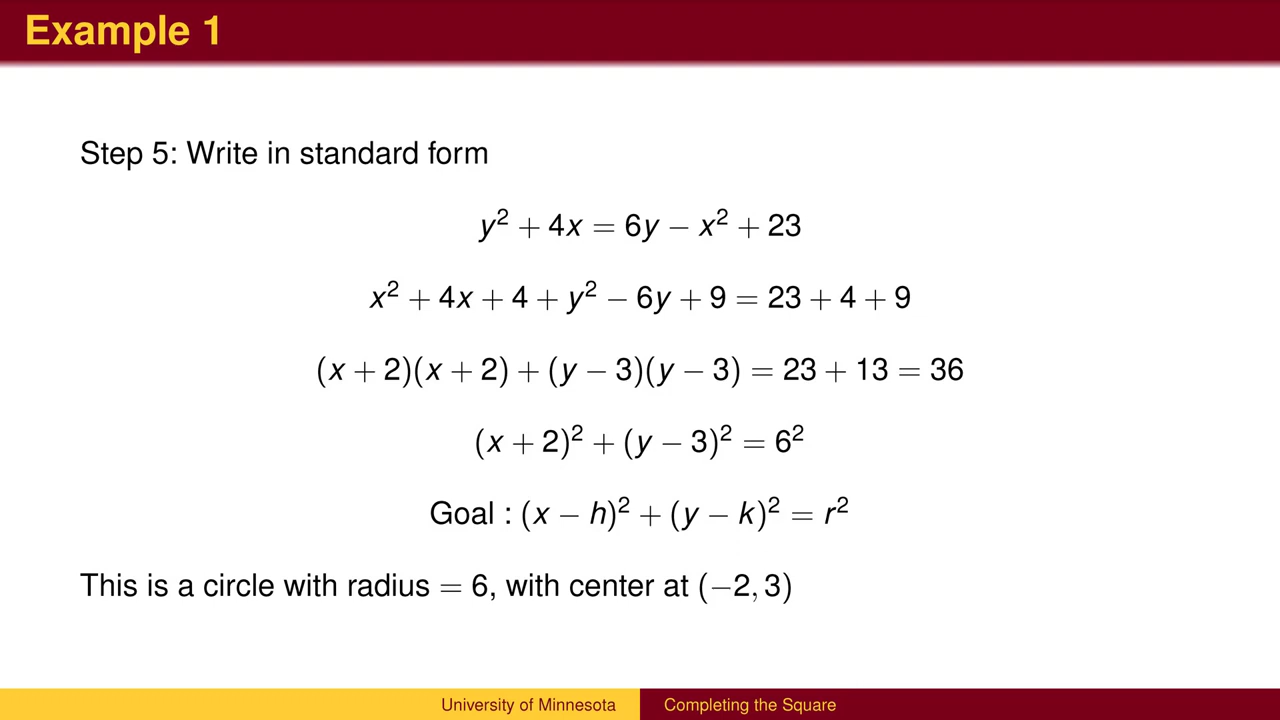 Example 1
Step 5: Write in standard form
y² + 4x = 6y − x² + 23
x² + 4x + 4 + y² − 6y + 9 = 23 + 4 + 9
(x + 2)(x + 2) + (y − 3)(y − 3) = 23 + 13 = 36
(x + 2)² + (y − 3)² = 6²
Goal : (x − h)² + (y − k)² = r²
This is a circle with radius = 6, with center at (−2, 3)
University of Minnesota
Completing the Square